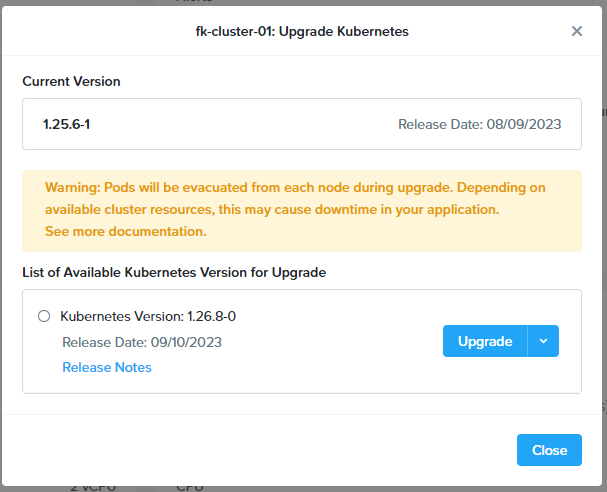 fk-cluster-01: Upgrade Kubernetes
Current Version
1.25.6-1 Release Date: 08/09/2023
Warning: Pods will be evacuated from each node during upgrade. Depending on
available cluster resources, this may cause downtime in your application.
See more documentation.
List of Available Kubernetes Version for Upgrade
Kubernetes Version: 1.26.8-0
Release Date: 09/10/2023
Upgrade
Release Notes
Close
2 vCPU CPU